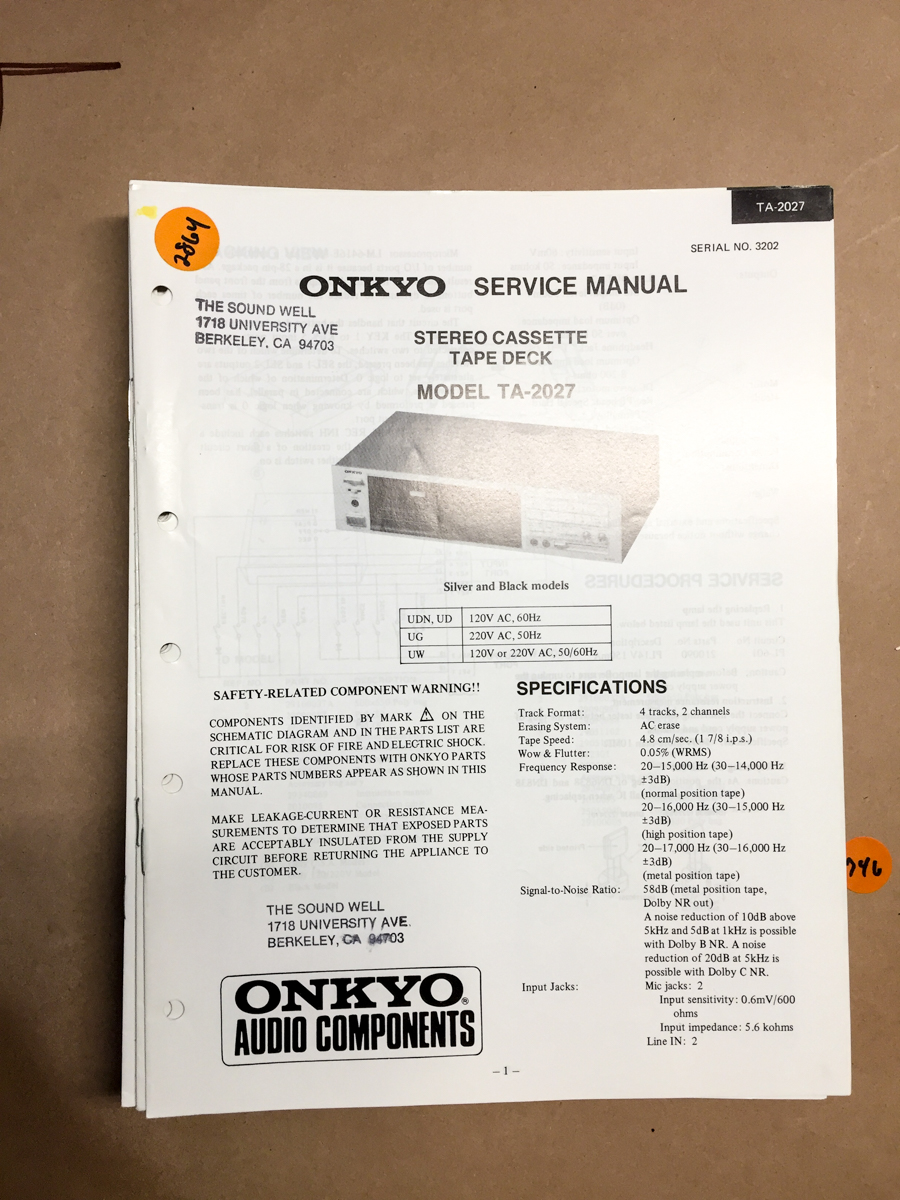 TA-2027
2864
SERIAL NO. 3202
ONKYO SERVICE MANUAL
THE SOUND WELL
1718 UNIVERSITY AVE
BERKELEY, CA 94703
STEREO CASSETTE
TAPE DECK
MODEL TA-2027
ONKYO
Silver and Black models
UDN, UD 120V AC, 60Hz
UG 220V AC, 50Hz
UW 120V or 220V AC, 50/60Hz
SAFETY-RELATED COMPONENT WARNING!!
COMPONENTS IDENTIFIED BY MARK ⚠ ON THE
SCHEMATIC DIAGRAM AND IN THE PARTS LIST ARE
CRITICAL FOR RISK OF FIRE AND ELECTRIC SHOCK.
REPLACE THESE COMPONENTS WITH ONKYO PARTS
WHOSE PARTS NUMBERS APPEAR AS SHOWN IN THIS
MANUAL.
MAKE LEAKAGE-CURRENT OR RESISTANCE MEA-
SUREMENTS TO DETERMINE THAT EXPOSED PARTS
ARE ACCEPTABLY INSULATED FROM THE SUPPLY
CIRCUIT BEFORE RETURNING THE APPLIANCE TO
THE CUSTOMER.
THE SOUND WELL
1718 UNIVERSITY AVE.
BERKELEY, CA 94703
ONKYO®
AUDIO COMPONENTS
SPECIFICATIONS
Track Format: 4 tracks, 2 channels
Erasing System: AC erase
Tape Speed: 4.8 cm/sec. (1 7/8 i.p.s.)
Wow & Flutter: 0.05% (WRMS)
Frequency Response: 20–15,000 Hz (30–14,000 Hz
±3dB)
(normal position tape)
20–16,000 Hz (30–15,000 Hz
±3dB)
(high position tape)
20–17,000 Hz (30–16,000 Hz
±3dB)
(metal position tape)
Signal-to-Noise Ratio: 58dB (metal position tape,
Dolby NR out)
A noise reduction of 10dB above
5kHz and 5dB at 1kHz is possible
with Dolby B NR. A noise
reduction of 20dB at 5kHz is
possible with Dolby C NR.
Input Jacks: Mic jacks: 2
Input sensitivity: 0.6mV/600
ohms
Input impedance: 5.6 kohms
Line IN: 2
– 1 –